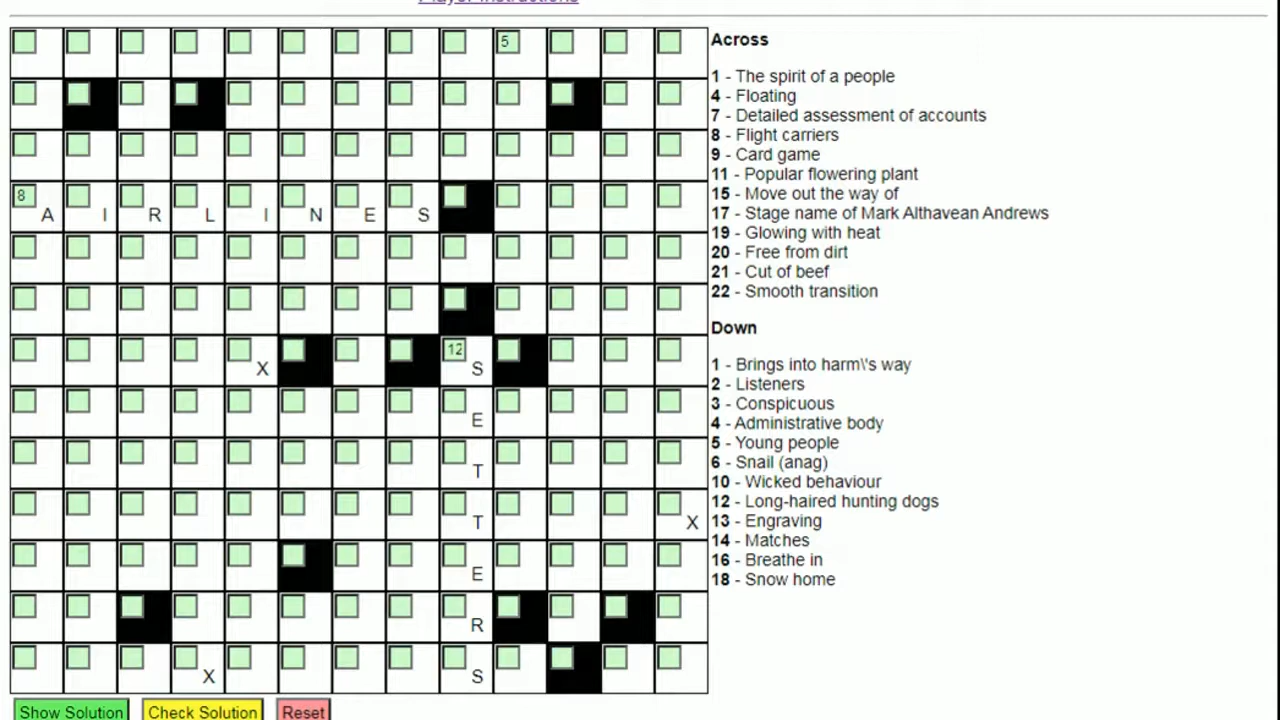 Player Instructions
5
Across
1 - The spirit of a people
4 - Floating
7 - Detailed assessment of accounts
8 - Flight carriers
9 - Card game
11 - Popular flowering plant
15 - Move out the way of
17 - Stage name of Mark Althavean Andrews
19 - Glowing with heat
20 - Free from dirt
21 - Cut of beef
22 - Smooth transition
8
A I R L I N E S
12
X S
E
T
T X
E
R
X S
Down
1 - Brings into harm\'s way
2 - Listeners
3 - Conspicuous
4 - Administrative body
5 - Young people
6 - Snail (anag)
10 - Wicked behaviour
12 - Long-haired hunting dogs
13 - Engraving
14 - Matches
16 - Breathe in
18 - Snow home
Show Solution Check Solution Reset